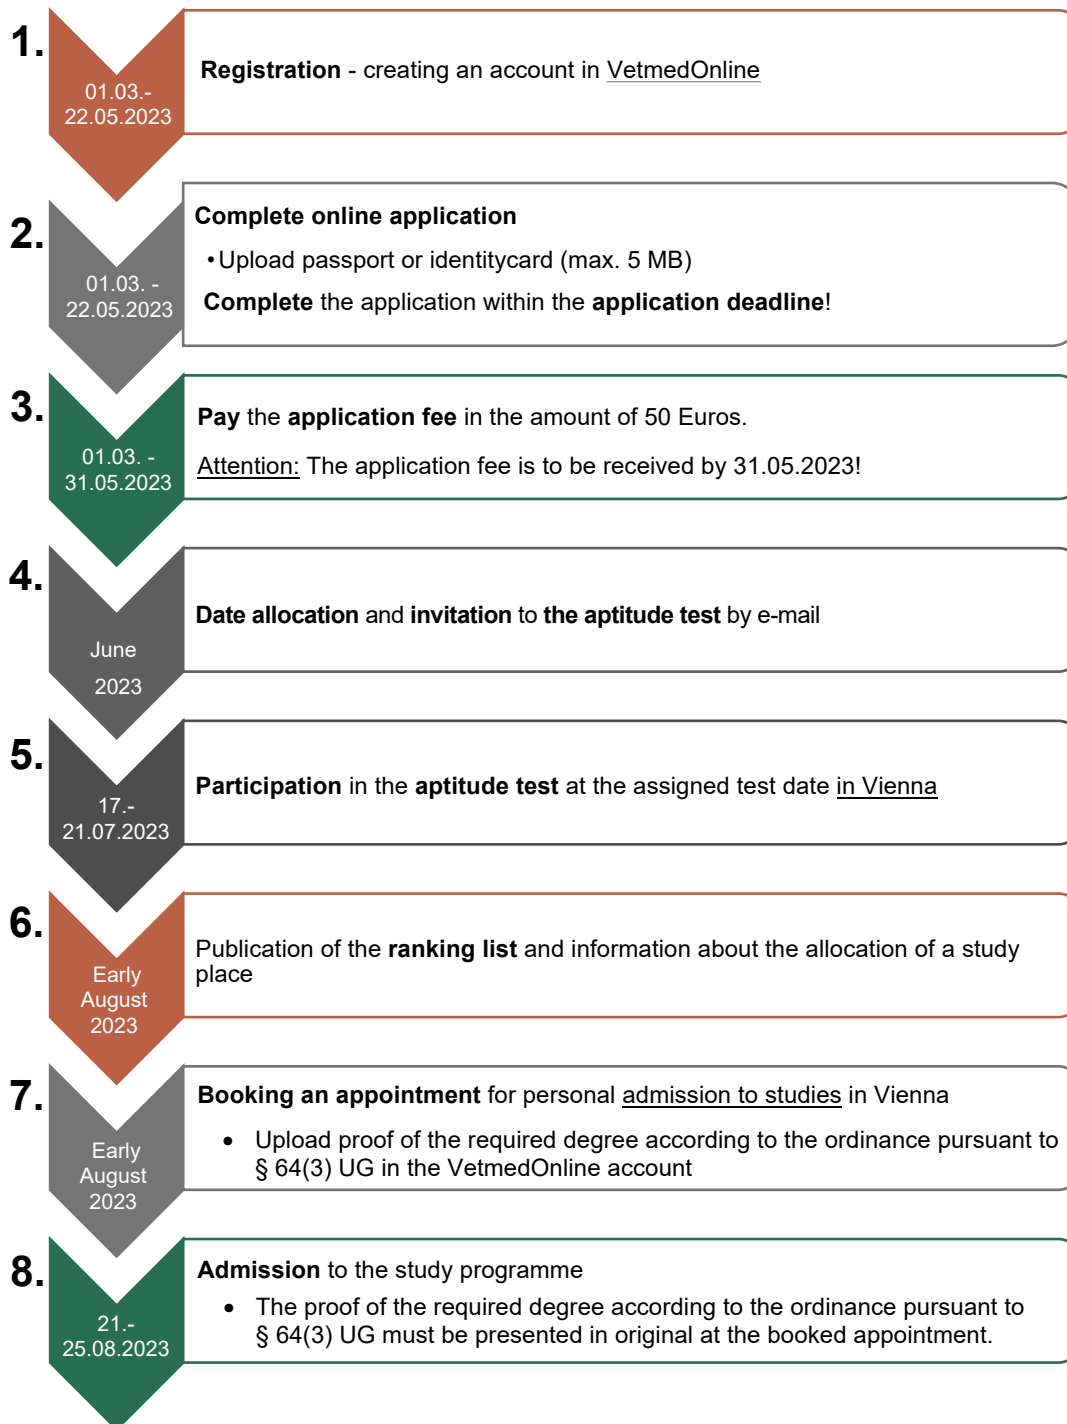 1.
01.03.-
22.05.2023
Registration - creating an account in VetmedOnline
2.
01.03. -
22.05.2023
Complete online application
• Upload passport or identitycard (max. 5 MB)
Complete the application within the application deadline!
3.
01.03. -
31.05.2023
Pay the application fee in the amount of 50 Euros.
Attention: The application fee is to be received by 31.05.2023!
4.
June
2023
Date allocation and invitation to the aptitude test by e-mail
5.
17.-
21.07.2023
Participation in the aptitude test at the assigned test date in Vienna
6.
Early
August
2023
Publication of the ranking list and information about the allocation of a study
place
7.
Early
August
2023
Booking an appointment for personal admission to studies in Vienna
• Upload proof of the required degree according to the ordinance pursuant to
§ 64(3) UG in the VetmedOnline account
8.
21.-
25.08.2023
Admission to the study programme
• The proof of the required degree according to the ordinance pursuant to
§ 64(3) UG must be presented in original at the booked appointment.